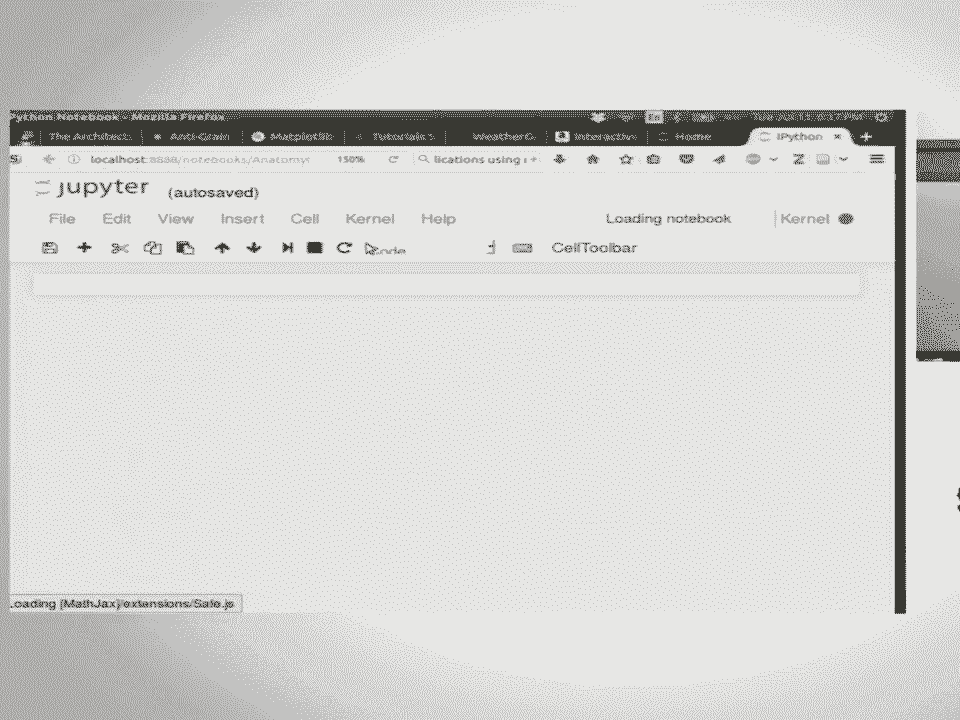 Python Notebook - Mozilla Firefox
En
The Architect: Anti-Grain Matplotlib Tutorials WeatherG Interactive Home IPython
localhost:8888/notebooks/Anatomy 150% lications using
jupyter (autosaved)
File Edit View Insert Cell Kernel Help Loading notebook Kernel
CellToolbar
Loading [MathJax]/extensions/Safe.js